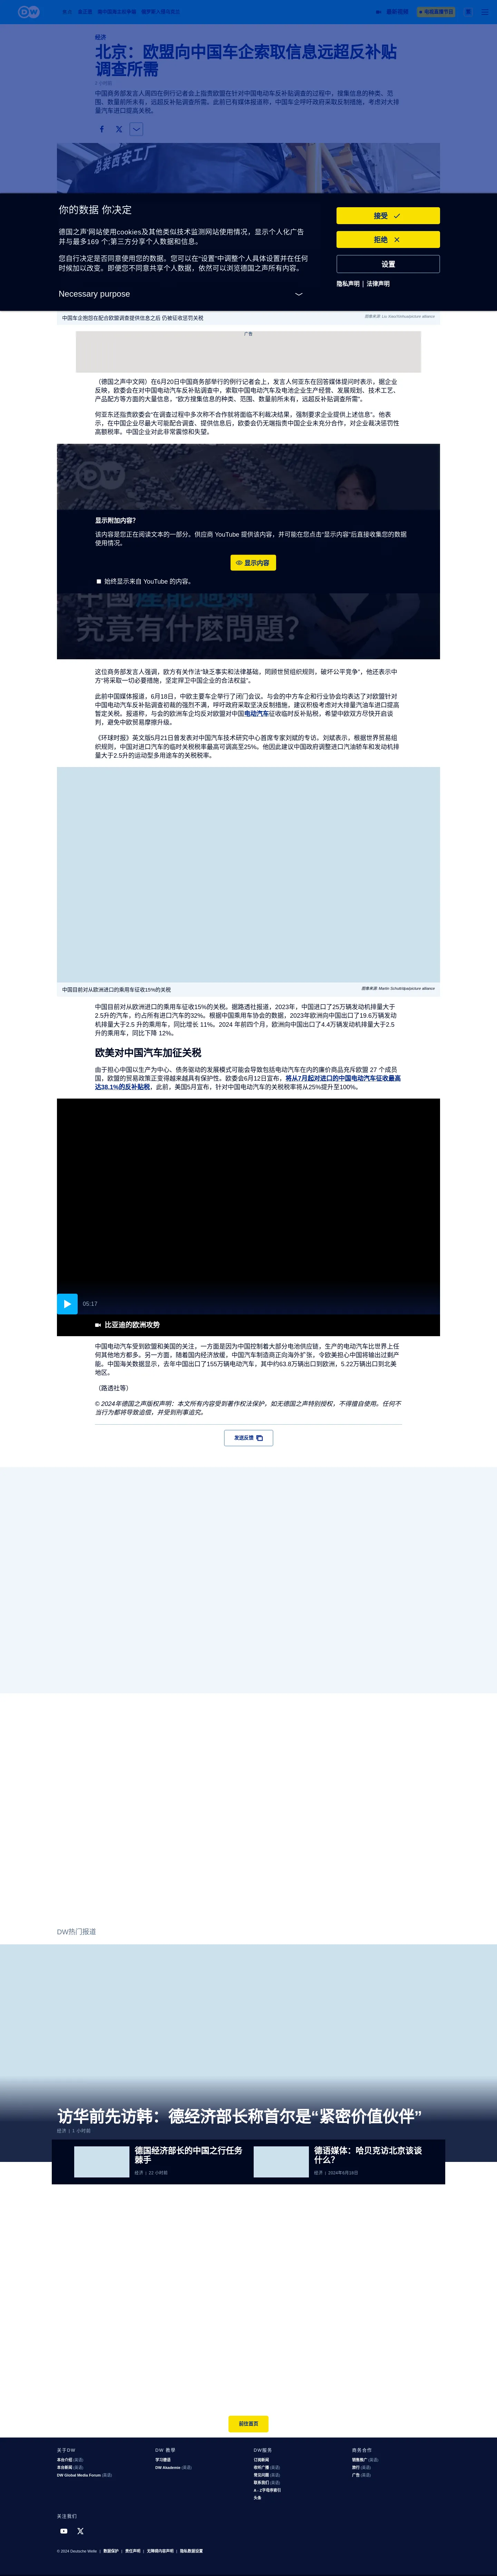 DW
最新视频
电视直播节目
经济
北京：欧盟向中国车企索取信息远超反补贴
调查所需
7 小时前
中国商务部发言人周四在例行记者会上指责欧盟在针对中国电动车反补贴调查的过程中，搜集信息的种类、范
围、数量前所未有，远超反补贴调查所需。此前已有媒体报道称，中国车企呼吁政府采取反制措施，考虑对大排
量汽车进口提高关税。
总装西安工厂
你的数据 你决定
德国之声'网站使用cookies及其他类似技术监测网站使用情况，显示个人化广告
并与最多169 个;第三方分享个人数据和信息。
您自行决定是否同意使用您的数据。您可以在"设置"中调整个人具体设置并在任何
时候加以改变。即便您不同意共享个人数据，依然可以浏览德国之声所有内容。
Necessary purpose
接受
拒绝
设置
隐私声明 | 法律声明
中国车企抱怨在配合欧盟调查提供信息之后 仍被征收惩罚关税
图像来源: Liu Xiao/Xinhua/picture alliance
广告
（德国之声中文网）在6月20日中国商务部举行的例行记者会上，发言人何亚东在回答媒体提问时表示，据企业
反映，欧委会在对中国电动汽车反补贴调查中，索取中国电动汽车及电池企业生产经营、发展规划、技术工艺、
产品配方等方面的大量信息，"欧方搜集信息的种类、范围、数量前所未有，远超反补贴调查所需"。
何亚东还指责欧委会"在调查过程中多次称不合作就将面临不利裁决结果，强制要求企业提供上述信息"。他表
示，在中国企业尽最大可能配合调查、提供信息后，欧委会仍无端指责中国企业未充分合作，对企业裁决惩罚性
高额税率。中国企业对此非常震惊和失望。
显示附加内容？
该内容是您正在阅读文本的一部分。供应商 YouTube 提供该内容，并可能在您点击"显示内容"后直接收集您的数据
使用情况。
显示内容
始终显示来自 YouTube 的内容。
中國產能過剩
究竟有什麼問題？
这位商务部发言人强调，欧方有关作法"缺乏事实和法律基础，罔顾世贸组织规则，破坏公平竞争"，他还表示中
方"将采取一切必要措施，坚定捍卫中国企业的合法权益"。
此前中国媒体报道，6月18日，中欧主要车企举行了闭门会议。与会的中方车企和行业协会均表达了对欧盟针对
中国电动汽车反补贴调查初裁的强烈不满，呼吁政府采取坚决反制措施，建议积极考虑对大排量汽油车进口提高
暂定关税。报道称，与会的欧洲车企均反对欧盟对中国电动汽车征收临时反补贴税，希望中欧双方尽快开启谈
判，避免中欧贸易摩擦升级。
《环球时报》英文版5月21日曾发表对中国汽车技术研究中心首席专家刘斌的专访，刘斌表示，根据世界贸易组
织规则，中国对进口汽车的临时关税税率最高可调高至25%。他因此建议中国政府调整进口汽油轿车和发动机排
量大于2.5升的运动型多用途车的关税税率。
中国目前对从欧洲进口的乘用车征收15%的关税
图像来源: Martin Schutt/dpa/picture alliance
中国目前对从欧洲进口的乘用车征收15%的关税。据路透社报道，2023年，中国进口了25万辆发动机排量大于
2.5升的汽车，约占所有进口汽车的32%。根据中国乘用车协会的数据，2023年欧洲向中国出口了19.6万辆发动
机排量大于2.5 升的乘用车，同比增长 11%。2024 年前四个月，欧洲向中国出口了4.4万辆发动机排量大于2.5
升的乘用车，同比下降 12%。
欧美对中国汽车加征关税
由于担心中国以生产为中心、债务驱动的发展模式可能会导致包括电动汽车在内的廉价商品充斥欧盟 27 个成员
国，欧盟的贸易政策正变得越来越具有保护性。欧委会6月12日宣布，将从7月起对进口的中国电动汽车征收最高
达38.1%的反补贴税，此前，美国5月宣布，针对中国电动汽车的关税税率将从25%提升至100%。
05:17
比亚迪的欧洲攻势
中国电动汽车受到欧盟和美国的关注，一方面是因为中国控制着大部分电池供应链，生产的电动汽车比世界上任
何其他地方都多。另一方面，随着国内经济放缓，中国汽车制造商正向海外扩张，令欧美担心中国将输出过剩产
能。中国海关数据显示，去年中国出口了155万辆电动汽车，其中约63.8万辆出口到欧洲，5.22万辆出口到北美
地区。
（路透社等）
© 2024年德国之声版权声明：本文所有内容受到著作权法保护，如无德国之声特别授权，不得擅自使用。任何不
当行为都将导致追偿，并受到刑事追究。
发送反馈
DW热门报道
访华前先访韩：德经济部长称首尔是"紧密价值伙伴"
经济 | 1 小时前
德国经济部长的中国之行任务
棘手
经济 | 22 小时前
德语媒体：哈贝克访北京该谈
什么？
经济 | 2024年6月18日
前往首页
关于DW
本台介绍（英语）
本台新闻（英语）
DW Global Media Forum（英语）
DW 教學
学习德语
DW Akademie（英语）
DW服务
订阅新闻
收听广播（英语）
常见问题（英语）
联系我们（英语）
A - Z字母序索引
头条
商务合作
销售推广（英语）
旅行（英语）
广告（英语）
关注我们
© 2024 Deutsche Welle | 数据保护 | 责任声明 | 无障碍内容声明 | 隐私数据设置